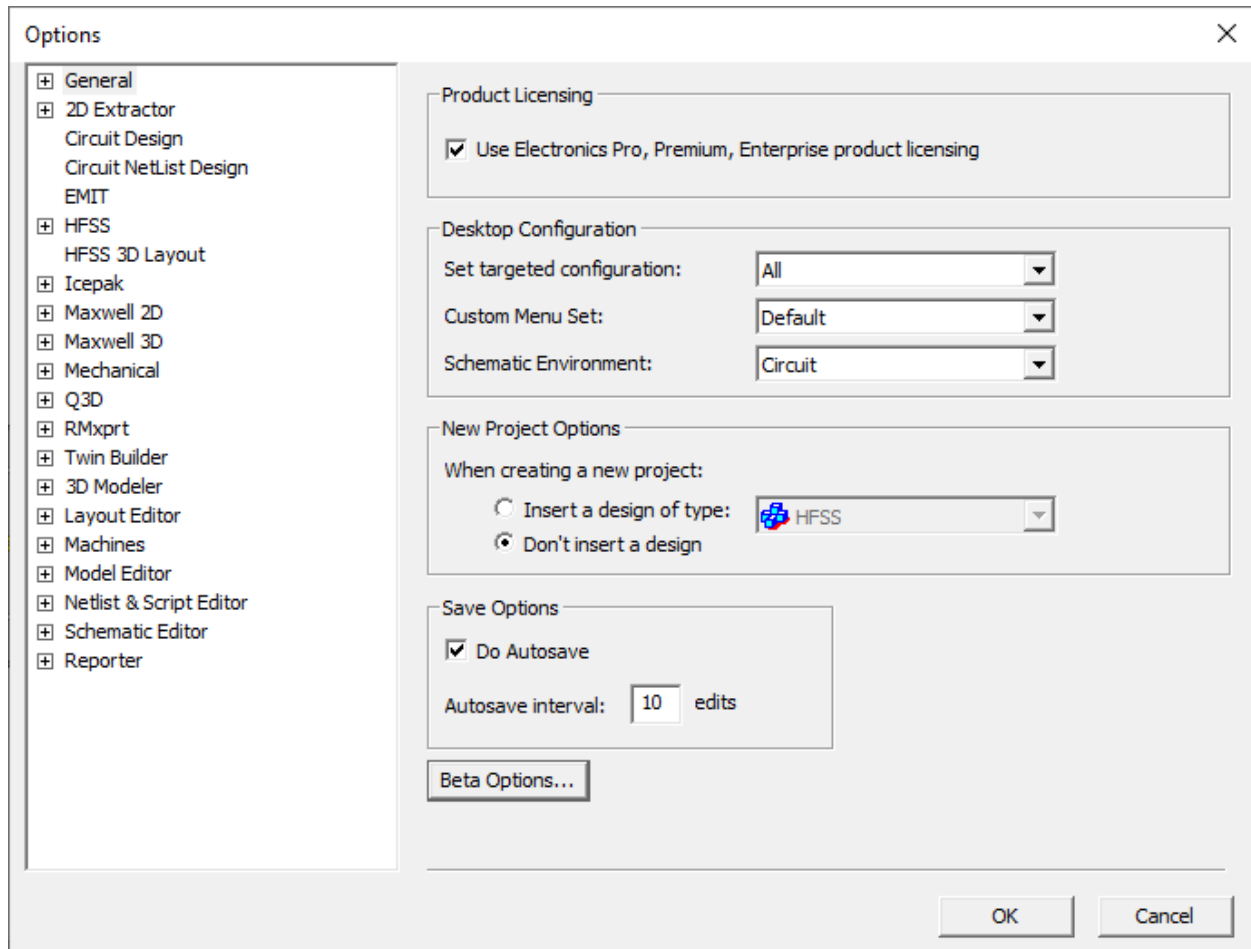 Options
General
2D Extractor
Circuit Design
Circuit NetList Design
EMIT
HFSS
HFSS 3D Layout
Icepak
Maxwell 2D
Maxwell 3D
Mechanical
Q3D
RMxprt
Twin Builder
3D Modeler
Layout Editor
Machines
Model Editor
Netlist & Script Editor
Schematic Editor
Reporter
Product Licensing
Use Electronics Pro, Premium, Enterprise product licensing
Desktop Configuration
Set targeted configuration: All
Custom Menu Set: Default
Schematic Environment: Circuit
New Project Options
When creating a new project:
Insert a design of type: HFSS
Don't insert a design
Save Options
Do Autosave
Autosave interval: 10 edits
Beta Options...
OK Cancel